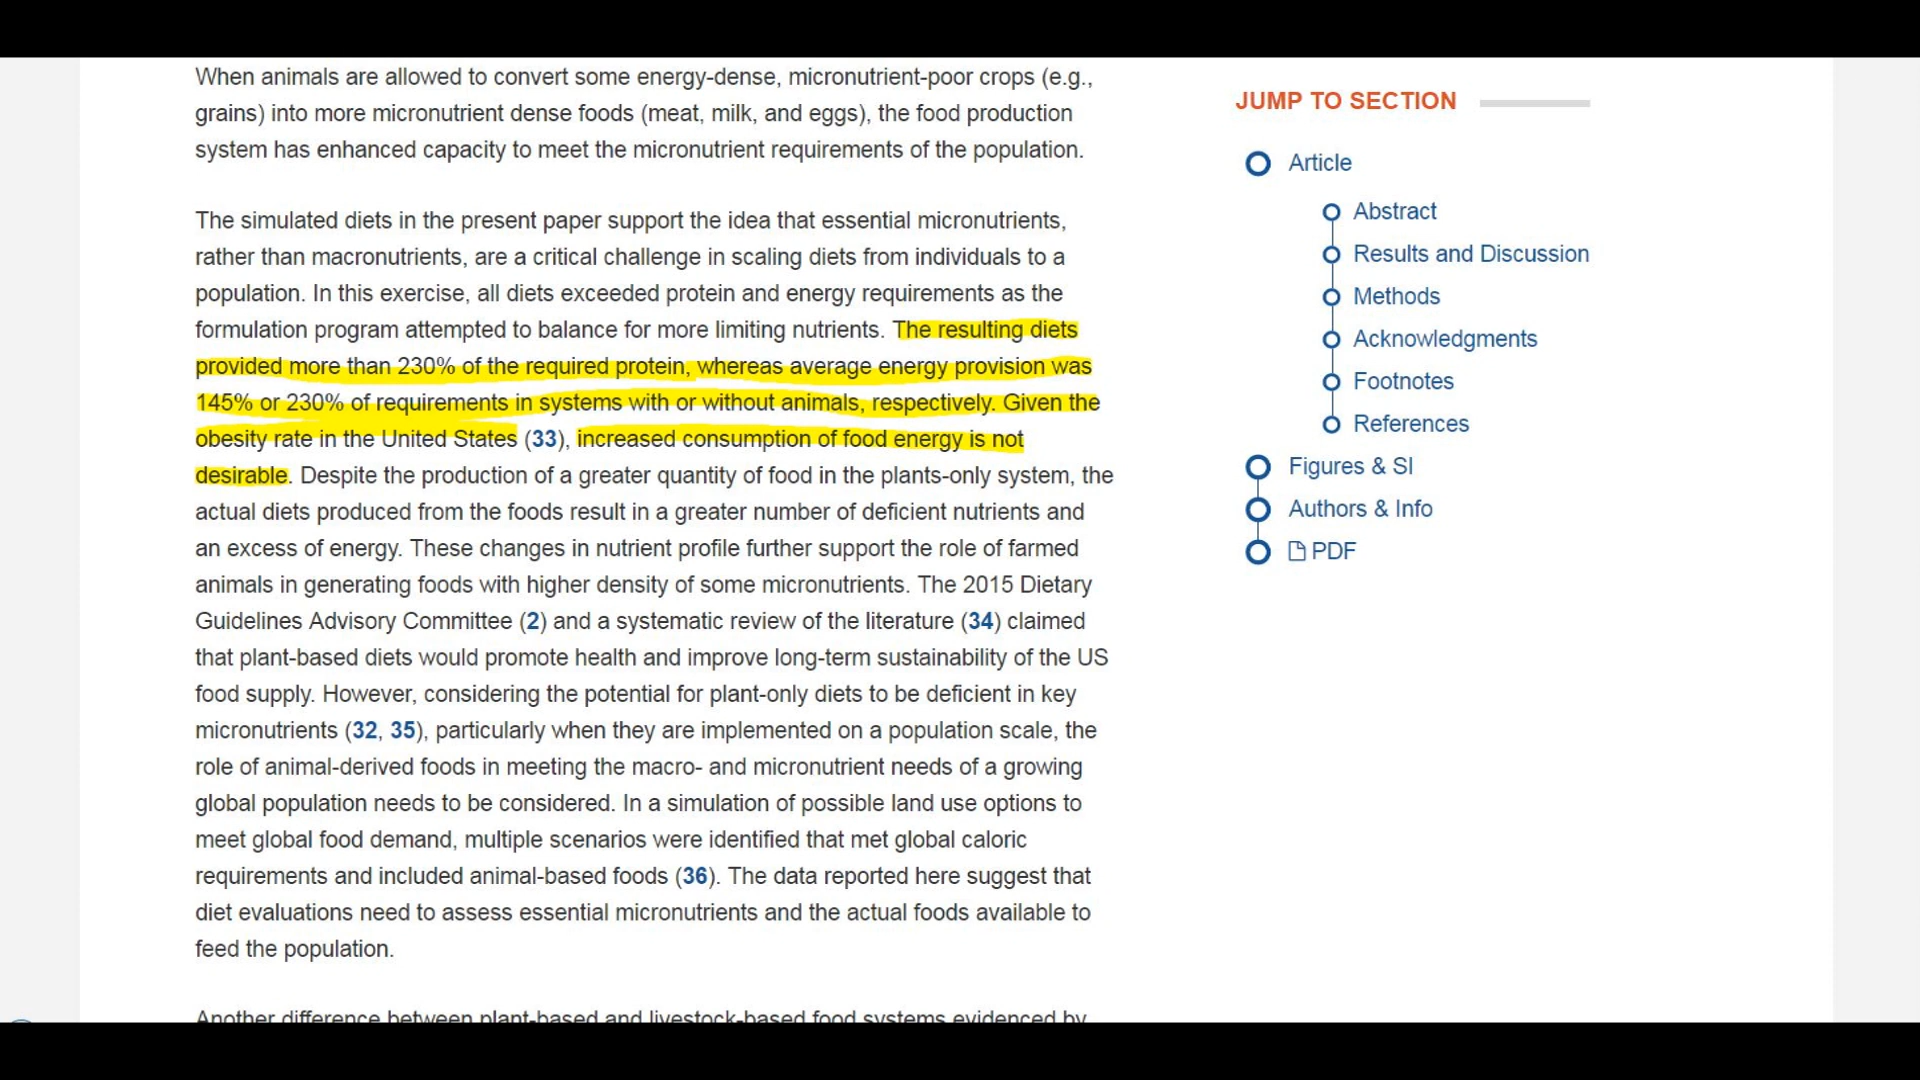 When animals are allowed to convert some energy-dense, micronutrient-poor crops (e.g.,
grains) into more micronutrient dense foods (meat, milk, and eggs), the food production
system has enhanced capacity to meet the micronutrient requirements of the population.
The simulated diets in the present paper support the idea that essential micronutrients,
rather than macronutrients, are a critical challenge in scaling diets from individuals to a
population. In this exercise, all diets exceeded protein and energy requirements as the
formulation program attempted to balance for more limiting nutrients. The resulting diets
provided more than 230% of the required protein, whereas average energy provision was
145% or 230% of requirements in systems with or without animals, respectively. Given the
obesity rate in the United States (33), increased consumption of food energy is not
desirable. Despite the production of a greater quantity of food in the plants-only system, the
actual diets produced from the foods result in a greater number of deficient nutrients and
an excess of energy. These changes in nutrient profile further support the role of farmed
animals in generating foods with higher density of some micronutrients. The 2015 Dietary
Guidelines Advisory Committee (2) and a systematic review of the literature (34) claimed
that plant-based diets would promote health and improve long-term sustainability of the US
food supply. However, considering the potential for plant-only diets to be deficient in key
micronutrients (32, 35), particularly when they are implemented on a population scale, the
role of animal-derived foods in meeting the macro- and micronutrient needs of a growing
global population needs to be considered. In a simulation of possible land use options to
meet global food demand, multiple scenarios were identified that met global caloric
requirements and included animal-based foods (36). The data reported here suggest that
diet evaluations need to assess essential micronutrients and the actual foods available to
feed the population.
Another difference between plant-based and livestock-based food systems evidenced by
JUMP TO SECTION
Article
Abstract
Results and Discussion
Methods
Acknowledgments
Footnotes
References
Figures & SI
Authors & Info
PDF